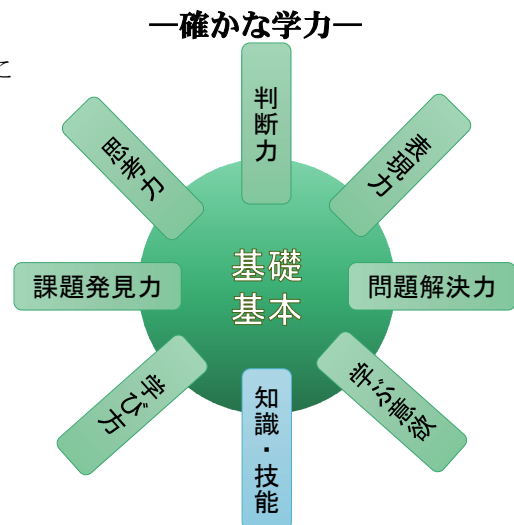 ―確かな学力―
に
判断力
思考力
表現力
課題発見力
基礎
基本
問題解決力
学び方
学ぶ意欲
知識・技能